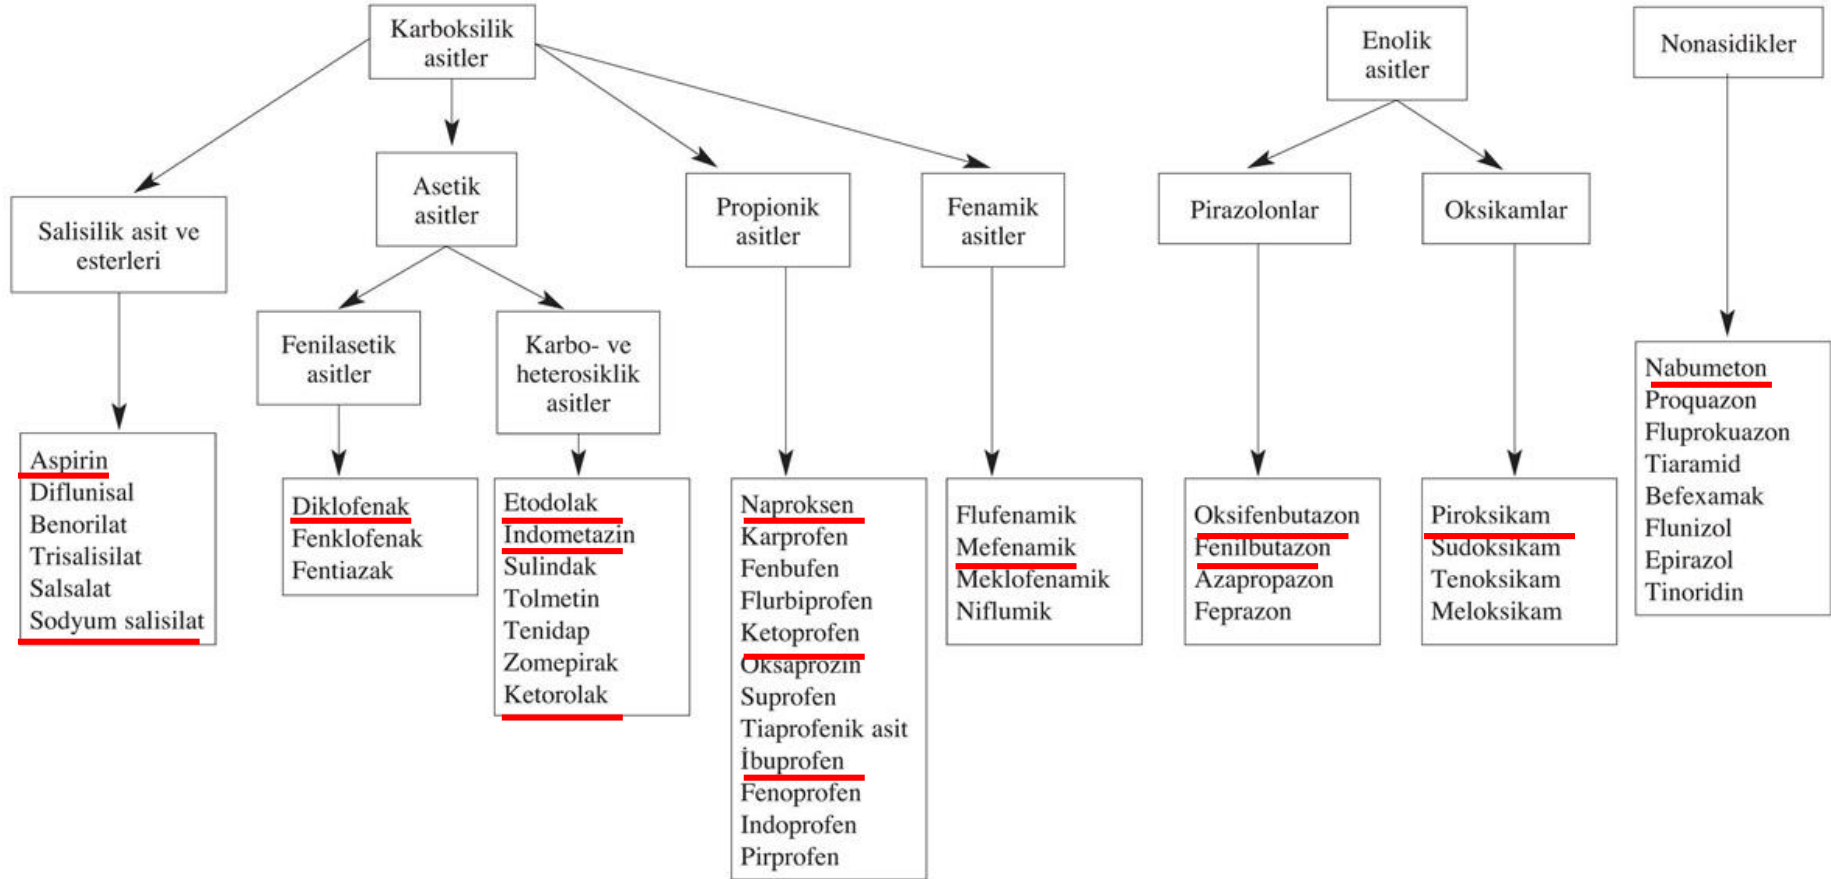 Karboksilik
asitler
Enolik
asitler
Nonasidikler
Salisilik asit ve
esterleri
Asetik
asitler
Propionik
asitler
Fenamik
asitler
Pirazolonlar
Oksikamlar
Fenilasetik
asitler
Karbo- ve
heterosiklik
asitler
Aspirin
Diflunisal
Benorilat
Trisalisilat
Salsalat
Sodyum salisilat
Diklofenak
Fenklofenak
Fentiazak
Etodolak
Indometazin
Sulindak
Tolmetin
Tenidap
Zomepirak
Ketorolak
Naproksen
Karprofen
Fenbufen
Flurbiprofen
Ketoprofen
Oksaprozin
Suprofen
Tiaprofenik asit
İbuprofen
Fenoprofen
Indoprofen
Pirprofen
Flufenamik
Mefenamik
Meklofenamik
Niflumik
Oksifenbutazon
Fenilbutazon
Azapropazon
Feprazon
Piroksikam
Sudoksikam
Tenoksikam
Meloksikam
Nabumeton
Proquazon
Fluprokuazon
Tiaramid
Befexamak
Flunizol
Epirazol
Tinoridin